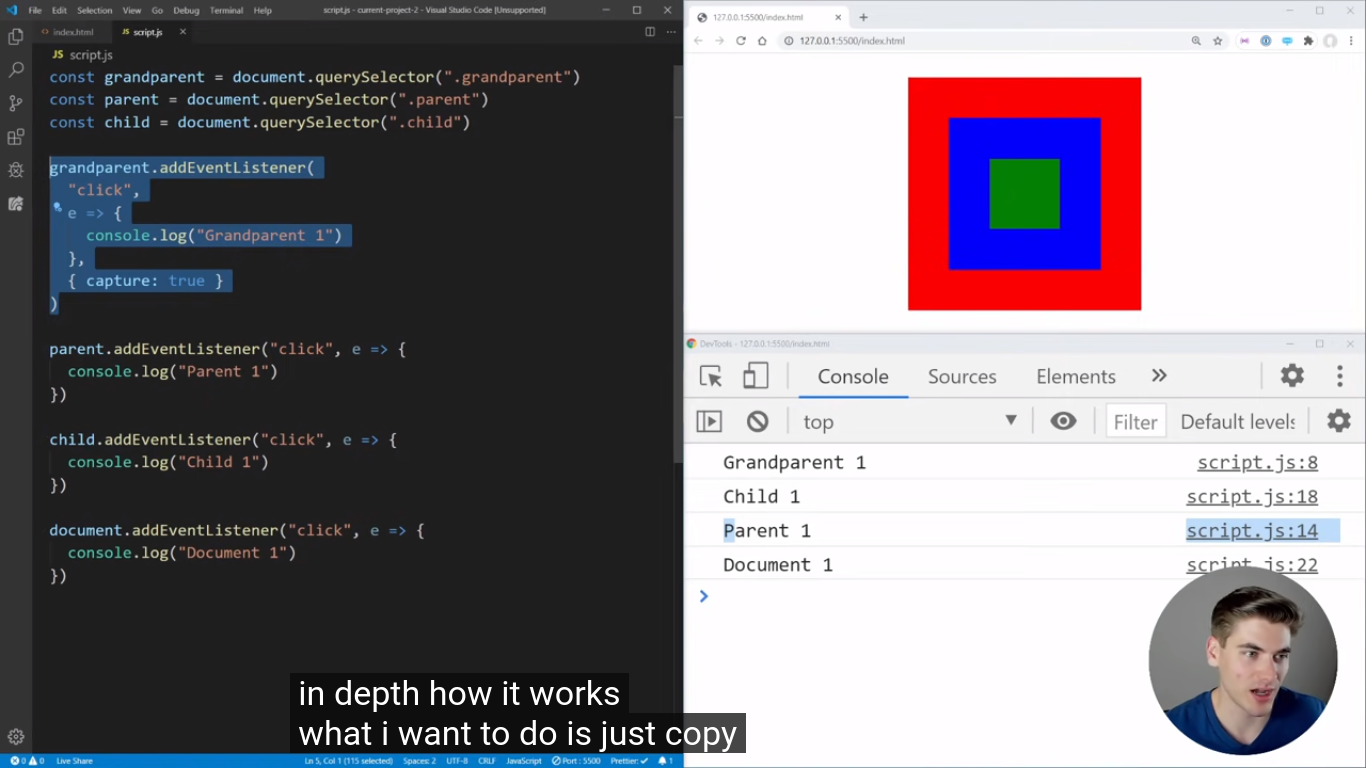 File Edit Selection View Go Debug Terminal Help script.js - current-project-2 - Visual Studio Code [Unsupported]
index.html JS script.js
JS script.js
const grandparent = document.querySelector(".grandparent")
const parent = document.querySelector(".parent")
const child = document.querySelector(".child")
grandparent.addEventListener(
"click",
e => {
console.log("Grandparent 1")
},
{ capture: true }
)
parent.addEventListener("click", e => {
console.log("Parent 1")
})
child.addEventListener("click", e => {
console.log("Child 1")
})
document.addEventListener("click", e => {
console.log("Document 1")
})
0 0 Live Share Ln 5, Col 1 (115 selected) Spaces: 2 UTF-8 CRLF JavaScript Port : 5500 Prettier: ✓ 1
127.0.0.1:5500/index.html
127.0.0.1:5500/index.html
DevTools - 127.0.0.1:5500/index.html
Console Sources Elements
top Filter Default levels
Grandparent 1 script.js:8
Child 1 script.js:18
Parent 1 script.js:14
Document 1 script.js:22
in depth how it works
what i want to do is just copy